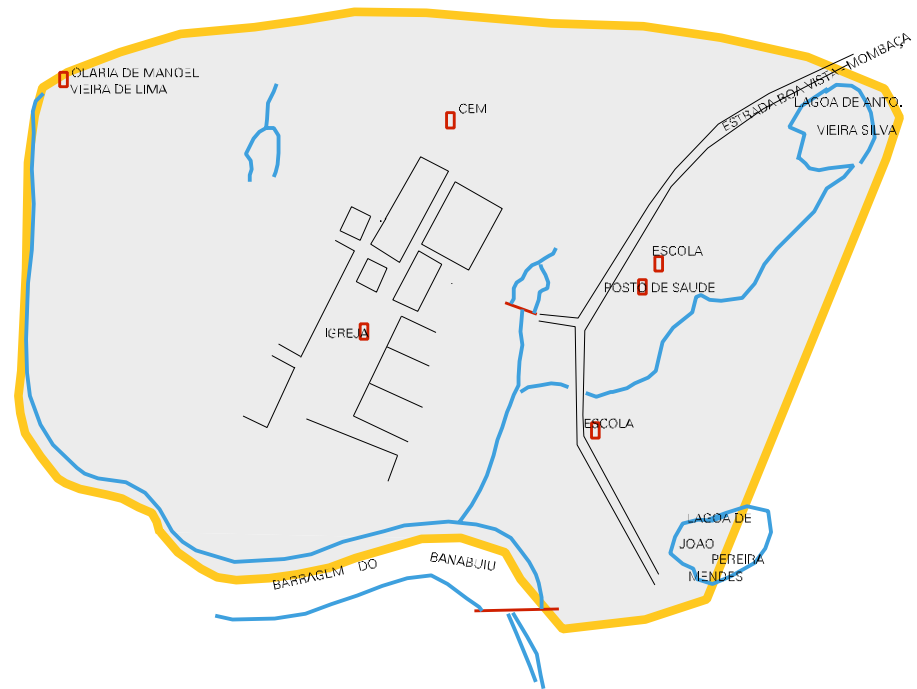 OLARIA DE MANOEL
VIEIRA DE LIMA
CEM
ESTRADA BOA VISTA - MOMBAÇA
LAGOA DE ANTO.
VIEIRA SILVA
ESCOLA
POSTO DE SAUDE
IGREJA
ESCOLA
LAGOA DE
JOAO
PEREIRA
MENDES
BARRAGEM DO BANABUIU